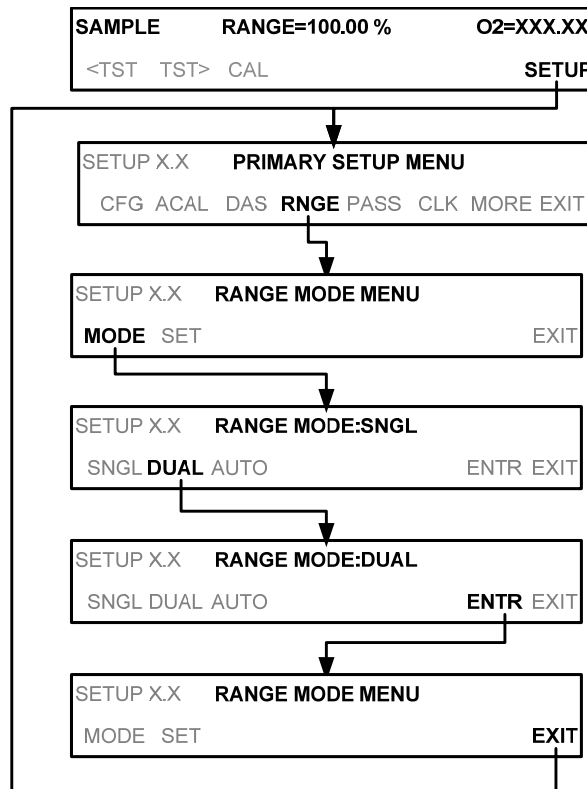 SAMPLE RANGE=100.00 % O2=XXX.XX
<TST TST> CAL SETUP
SETUP X.X PRIMARY SETUP MENU
CFG ACAL DAS RNGE PASS CLK MORE EXIT
SETUP X.X RANGE MODE MENU
MODE SET EXIT
SETUP X.X RANGE MODE:SNGL
SNGL DUAL AUTO ENTR EXIT
SETUP X.X RANGE MODE:DUAL
SNGL DUAL AUTO ENTR EXIT
SETUP X.X RANGE MODE MENU
MODE SET EXIT